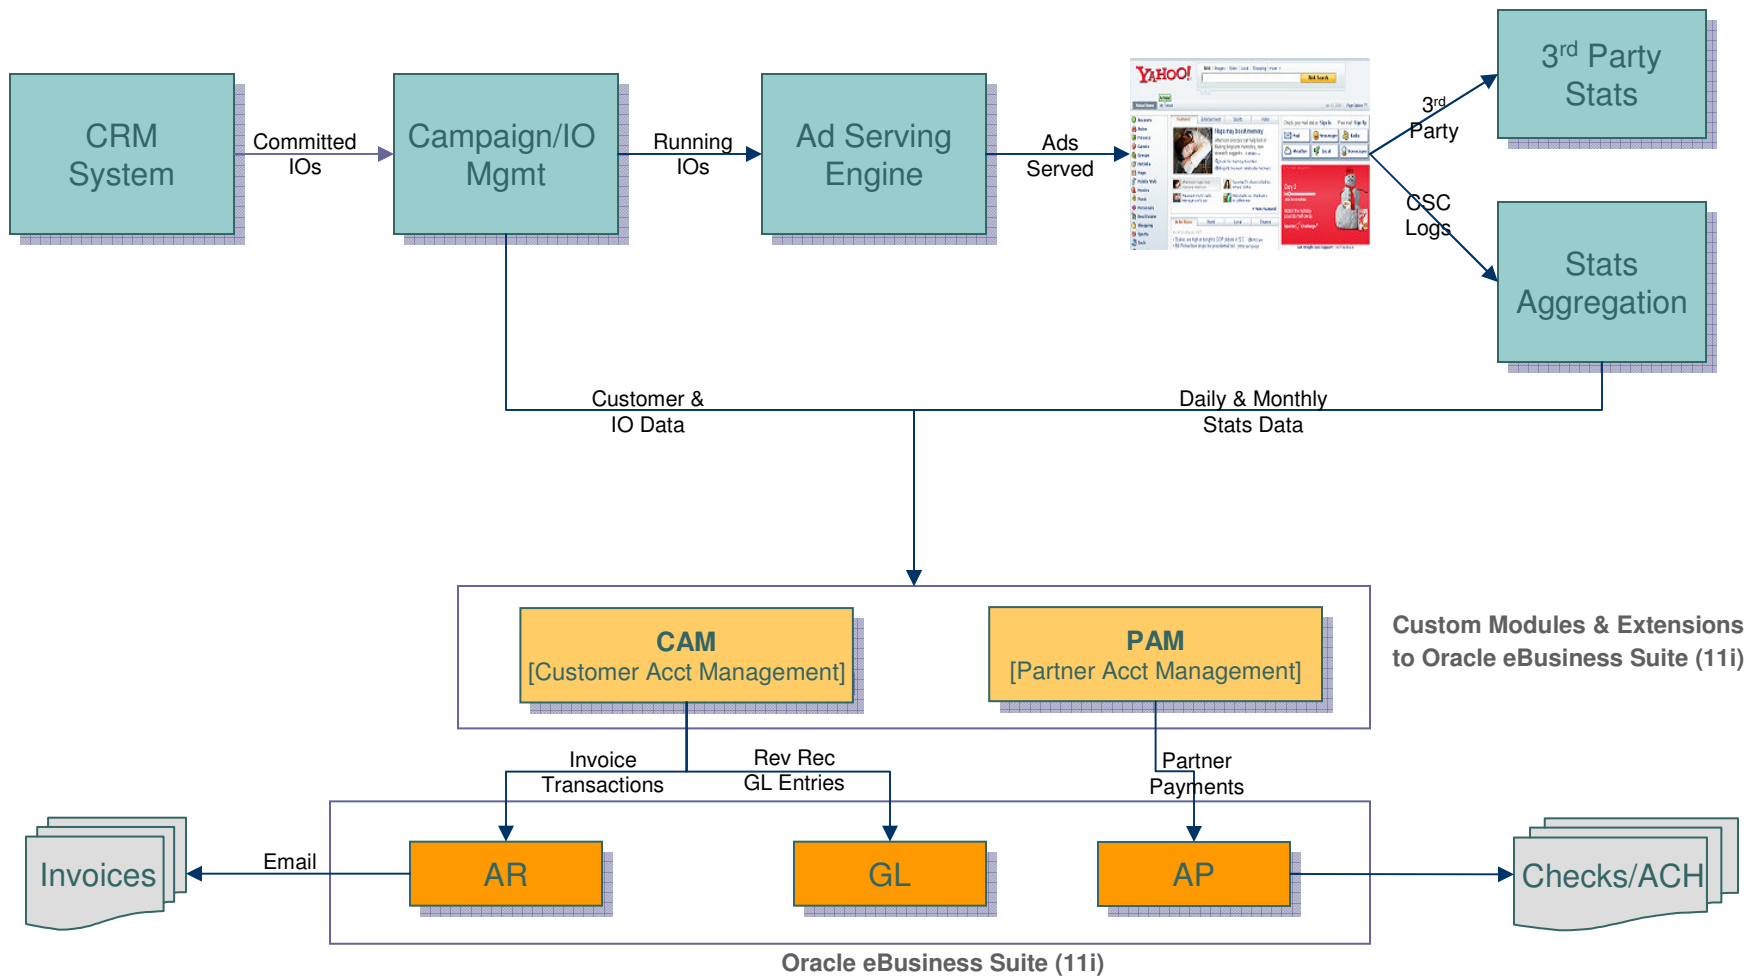 3rd Party
Stats
CRM
System
Committed
IOs
Campaign/IO
Mgmt
Running
IOs
Ad Serving
Engine
Ads
Served
YAHOO!
3rd
Party
CSC
Logs
Stats
Aggregation
Customer &
IO Data
Daily & Monthly
Stats Data
CAM
[Customer Acct Management]
PAM
[Partner Acct Management]
Custom Modules & Extensions
to Oracle eBusiness Suite (11i)
Invoice
Transactions
Rev Rec
GL Entries
Partner
Payments
Invoices
Email
AR
GL
AP
Checks/ACH
Oracle eBusiness Suite (11i)